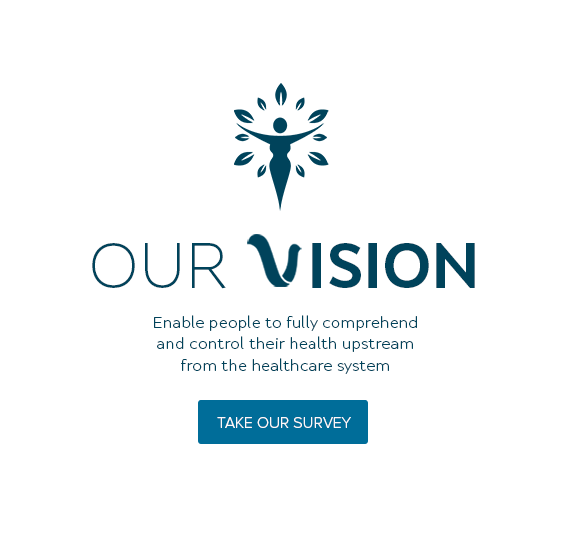 OUR VISION
Enable people to fully comprehend
and control their health upstream
from the healthcare system
TAKE OUR SURVEY